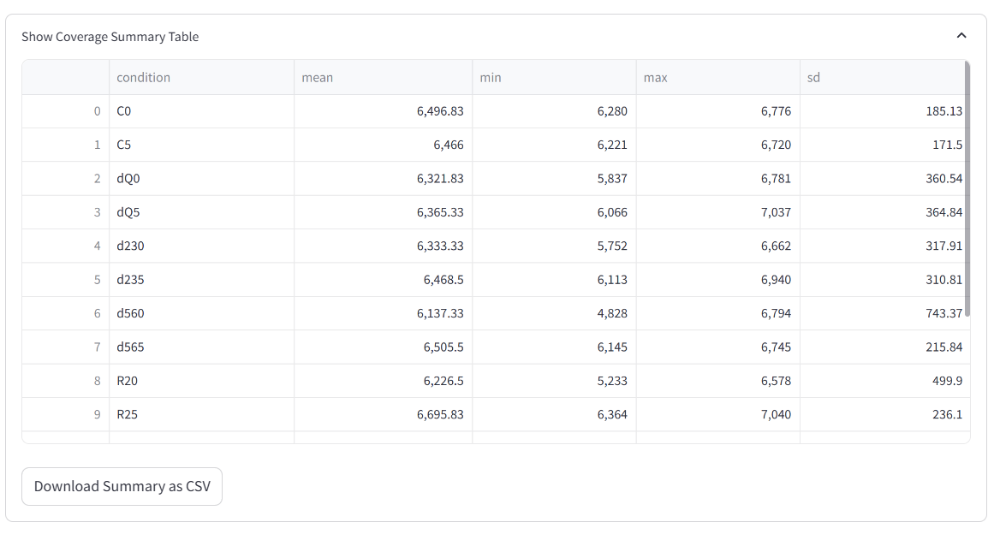 Show Coverage Summary Table
condition mean min max sd
0 C0 6,496.83 6,280 6,776 185.13
1 C5 6,466 6,221 6,720 171.5
2 dQ0 6,321.83 5,837 6,781 360.54
3 dQ5 6,365.33 6,066 7,037 364.84
4 d230 6,333.33 5,752 6,662 317.91
5 d235 6,468.5 6,113 6,940 310.81
6 d560 6,137.33 4,828 6,794 743.37
7 d565 6,505.5 6,145 6,745 215.84
8 R20 6,226.5 5,233 6,578 499.9
9 R25 6,695.83 6,364 7,040 236.1
Download Summary as CSV